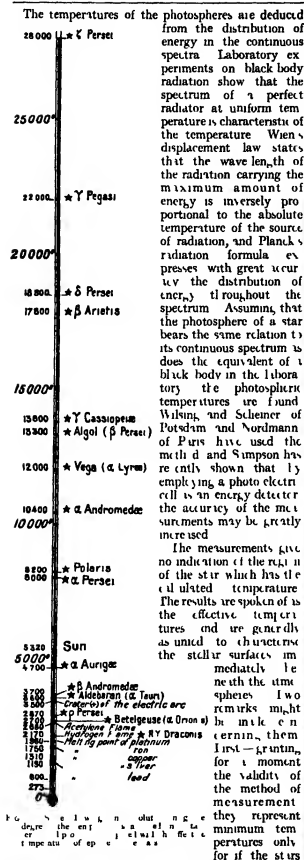 The temperatures of the photospheres are deduced
from the distribution of
energy in the continuous
spectra Laboratory ex
periments on black body
radiation show that the
spectrum of a perfect
radiator at uniform tem
perature is characteristic of
the temperature Wien s
displacement law states
that the wave length of
the radiation carrying the
maximum amount of
energy is inversely pro
portional to the absolute
temperature of the source
of radiation, and Planck s
radiation formula ex
presses with great accur
acy the distribution of
energy throughout the
spectrum Assuming, that
the photosphere of a star
bears the same relation to
its continuous spectrum as
does the equivalent of a
black body in the labora
tory the photospheric
temperatures are found
Wilsing and Scheiner of
Potsdam and Nordmann
of Paris have used the
method and Sampson has
recently shown that by
employing a photo electric
cell as an energy detector
the accuracy of the mea
surements may be greatly
increased
The measurements give
no indication of the region
of the star which has the
calculated temperature
The results are spoken of as
the effective tempera
tures and are generally
assumed to characterise
the stellar surfaces im
mediately be
neath the atmo
spheres Two
remarks might
be made con
cerning them
First—granting,
for a moment
the validity of
the method of
measurement
they represent
minimum tem
peratures only
for if the stars
28000 ★ ζ Persei
25000°
22000 ★ γ Pegasi
20000°
18500 ★ δ Persei
17800 ★ β Arietis
15000°
13800 ★ γ Cassiopeiæ
13300 ★ Algol (β Persei)
12000 ★ Vega (α Lyræ)
10400 ★ α Andromedæ
10000°
8200 ★ Polaris
8000 ★ α Persei
5320 Sun
5000°
4700 ★ α Aurigæ
3700 ★ β Andromedæ
★ Aldebaran (α Tauri)
3500 Crater(+) of the electric arc
★ ρ Persei
★ Betelgeuse (α Orionis)
Acetylene Flame
Hydrogen Flame ★ RY Draconis
Melting point of platinum
" iron
" copper
" silver
600 " lead
273
0